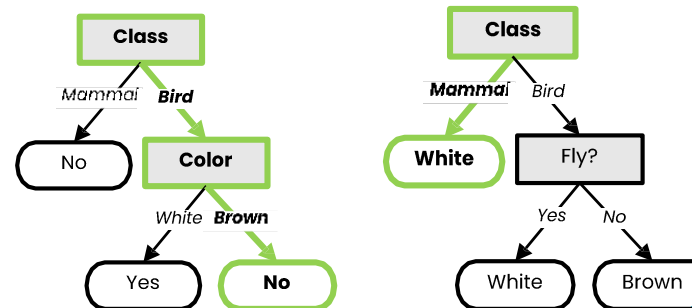 Class
Mammal Bird
No
Color
White Brown
Yes
No
Class
Mammal Bird
White
Fly?
Yes No
White
Brown